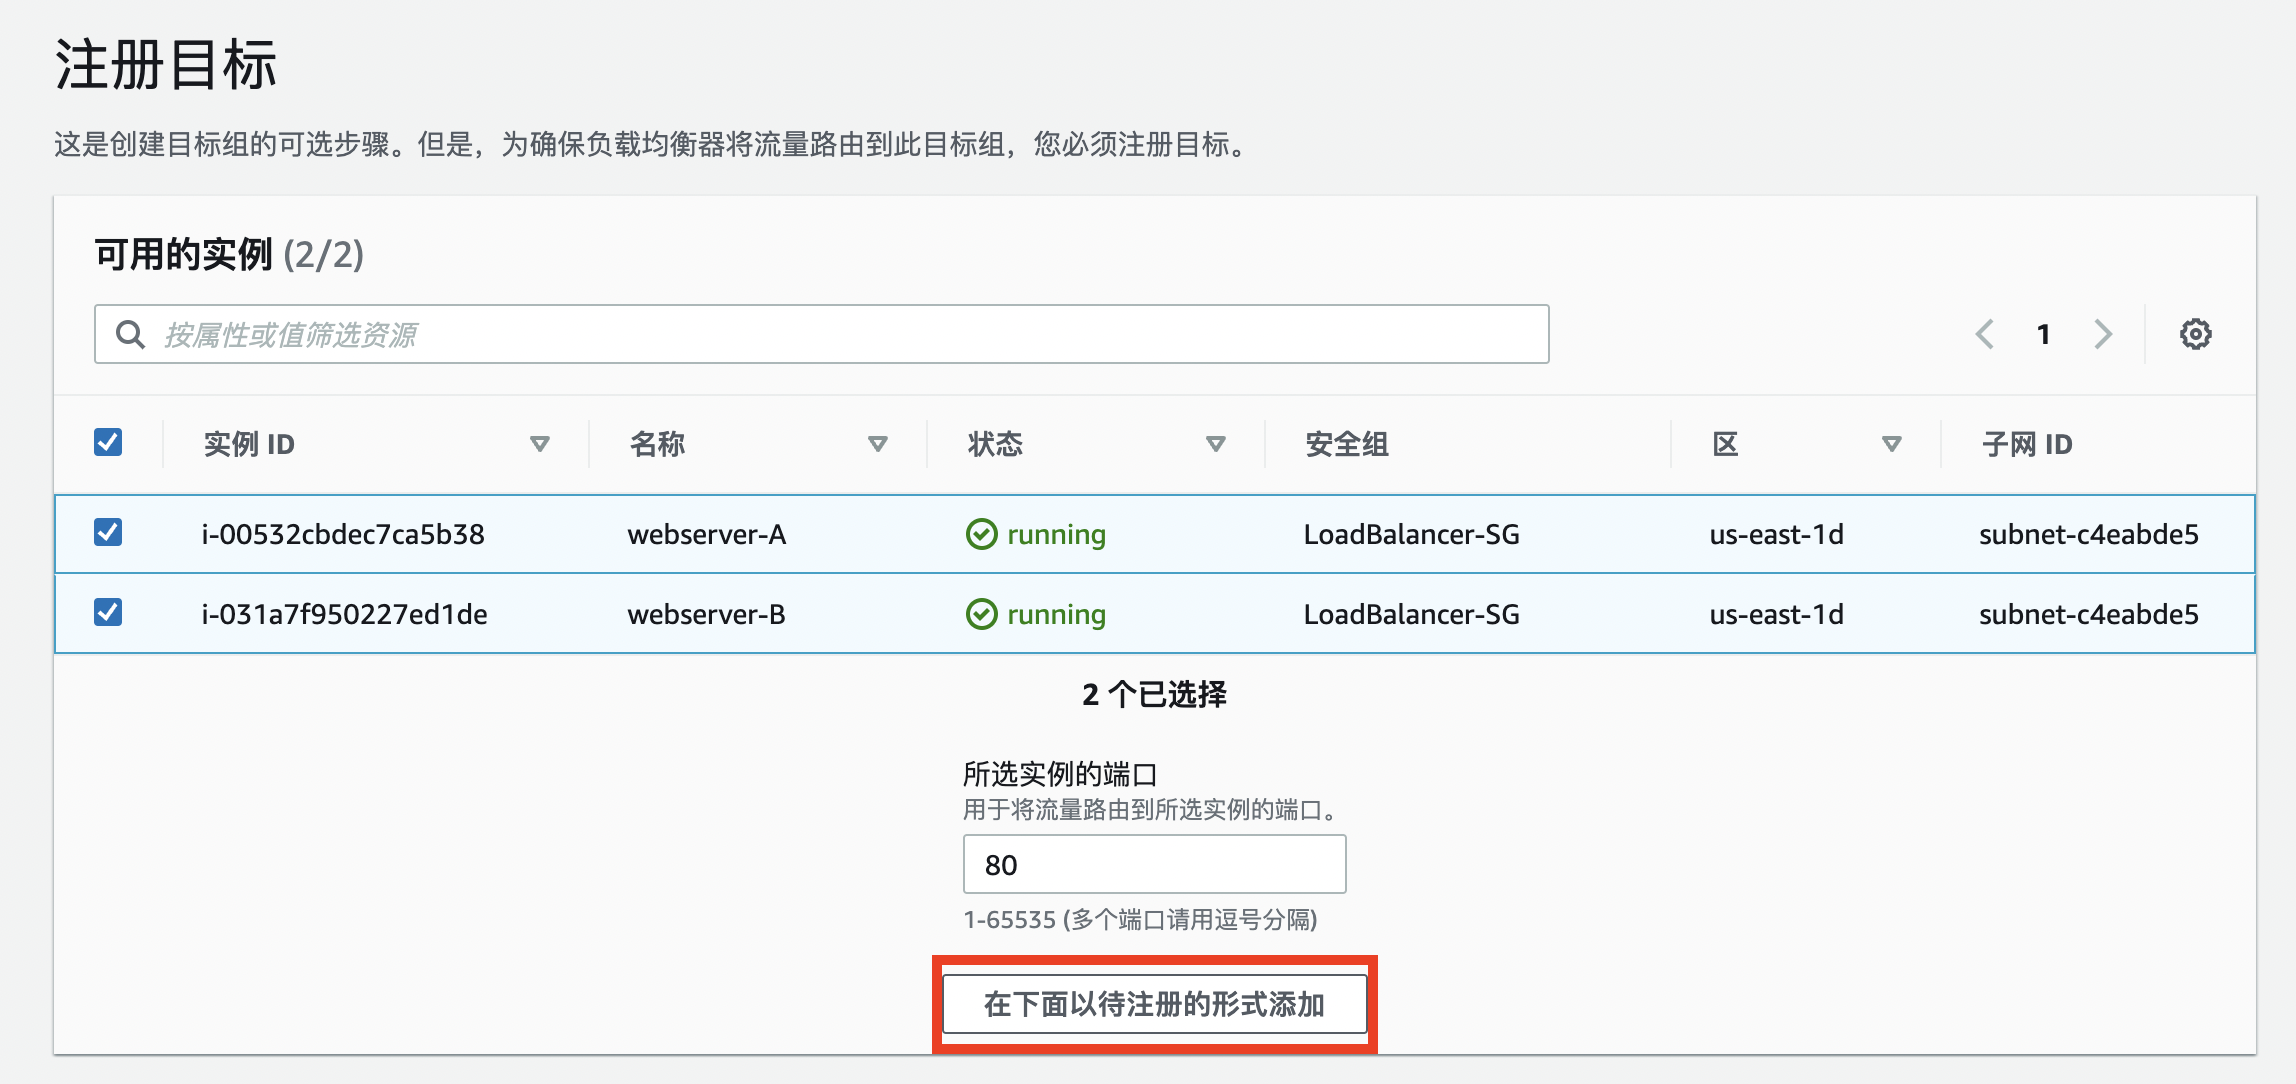 注册目标
这是创建目标组的可选步骤。但是，为确保负载均衡器将流量路由到此目标组，您必须注册目标。
可用的实例 (2/2)
按属性或值筛选资源
1
实例 ID 名称 状态 安全组 区 子网 ID
i-00532cbdec7ca5b38 webserver-A running LoadBalancer-SG us-east-1d subnet-c4eabde5
i-031a7f950227ed1de webserver-B running LoadBalancer-SG us-east-1d subnet-c4eabde5
2 个已选择
所选实例的端口
用于将流量路由到所选实例的端口。
80
1-65535 (多个端口请用逗号分隔)
在下面以待注册的形式添加